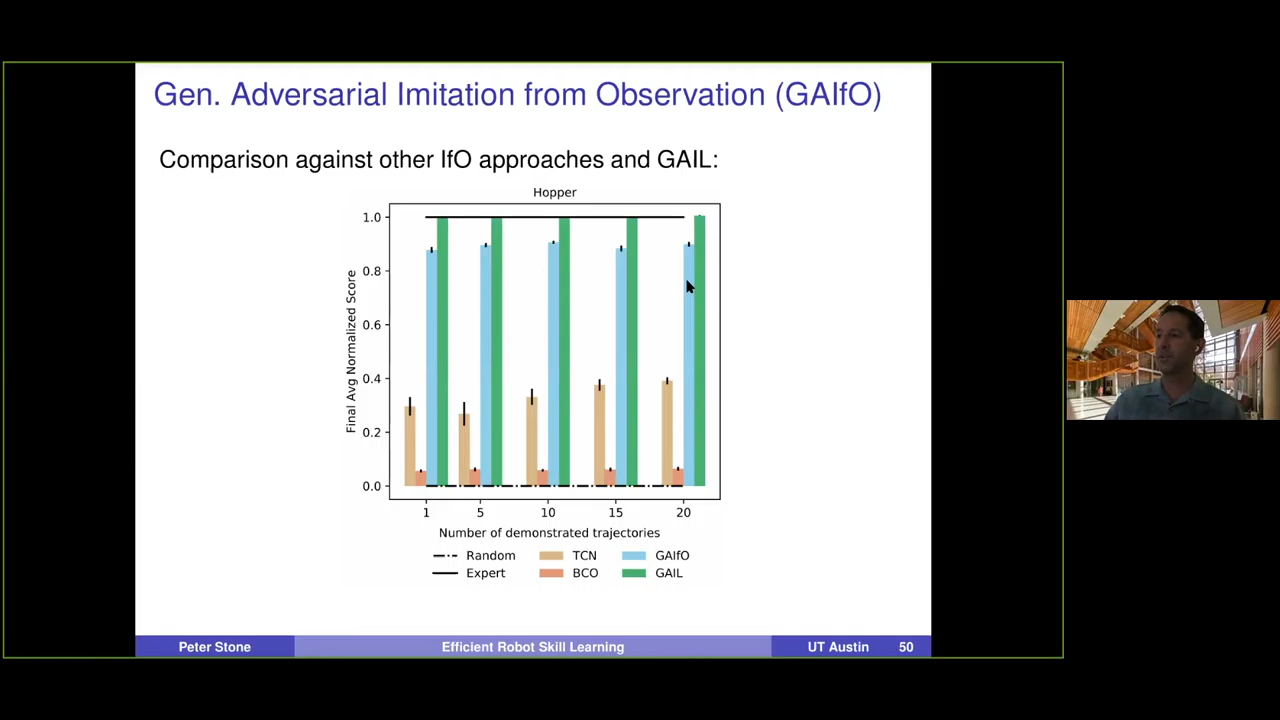 Gen. Adversarial Imitation from Observation (GAIfO)
Comparison against other IfO approaches and GAIL:
Hopper
1.0
0.8
0.6
0.4
0.2
0.0
Final Avg Normalized Score
1 5 10 15 20
Number of demonstrated trajectories
Random TCN GAIfO
Expert BCO GAIL
Peter Stone Efficient Robot Skill Learning UT Austin 50